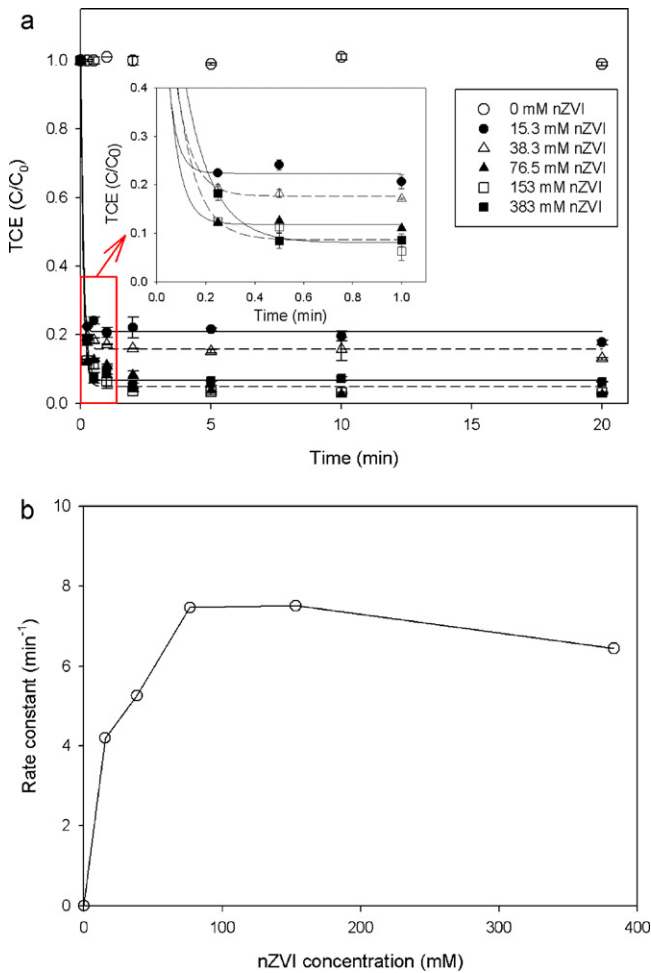 a
1.0
0.8
0.6
0.4
0.2
0.0
TCE (C/C0)
0.4
0.3
0.2
0.1
0.0
TCE (C/C0)
0.0 0.2 0.4 0.6 0.8 1.0
Time (min)
0 mM nZVI
15.3 mM nZVI
38.3 mM nZVI
76.5 mM nZVI
153 mM nZVI
383 mM nZVI
0 5 10 15 20
Time (min)
b
10
8
6
4
2
0
Rate constant (min-1)
0 100 200 300 400
nZVI concentration (mM)